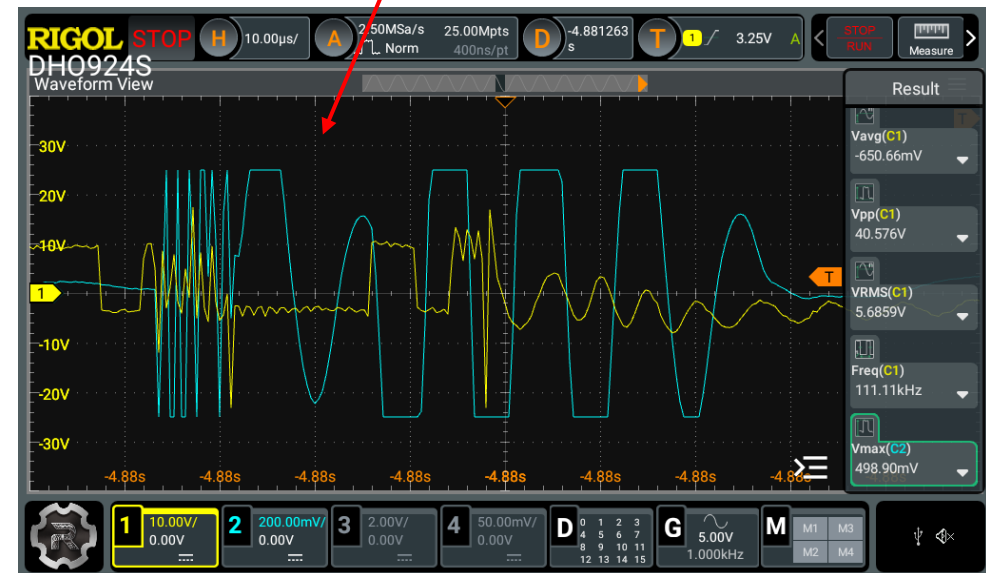 RIGOL STOP H 10.00µs/ A 2.50MSa/s 25.00Mpts D -4.881263 T 1 3.25V A < STOP >
Norm 400ns/pt s RUN Measure
DHO924S
Waveform View Result
T
30V
Vavg(C1)
-650.66mV
20V
Vpp(C1)
10V
40.576V
T
1
VRMS(C1)
5.6859V
-10V
Freq(C1)
111.11kHz
-20V
-30V
Vmax(C2)
498.90mV
-4.88s -4.88s -4.88s -4.88s -4.88s -4.88s -4.88s -4.88s
1 10.00V/ 2 200.00mV/ 3 2.00V/ 4 50.00mV/ D 0 1 2 3 G M M1 M3
0.00V 0.00V 0.00V 0.00V 4 5 6 7 5.00V
8 9 10 11 1.000kHz M2 M4
12 13 14 15